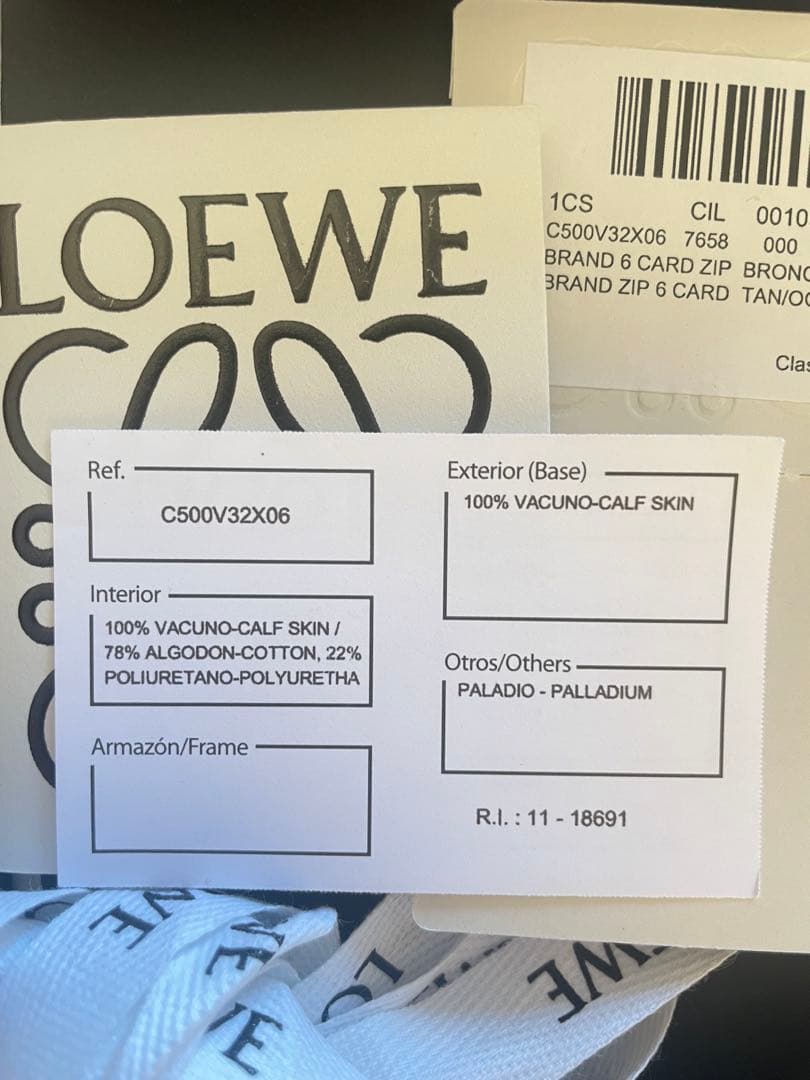 LOEWE
1CS CIL 0010
C500V32X06 7658 000
BRAND 6 CARD ZIP
BRAND ZIP 6 CARD
Ref.
C500V32X06
Interior
100% VACUNO-CALF SKIN /
78% ALGODON-COTTON, 22%
POLIURETANO-POLYURETHA
Armazón/Frame
Exterior (Base)
100% VACUNO-CALF SKIN
Otros/Others
PALADIO - PALLADIUM
R.I. : 11 - 18691